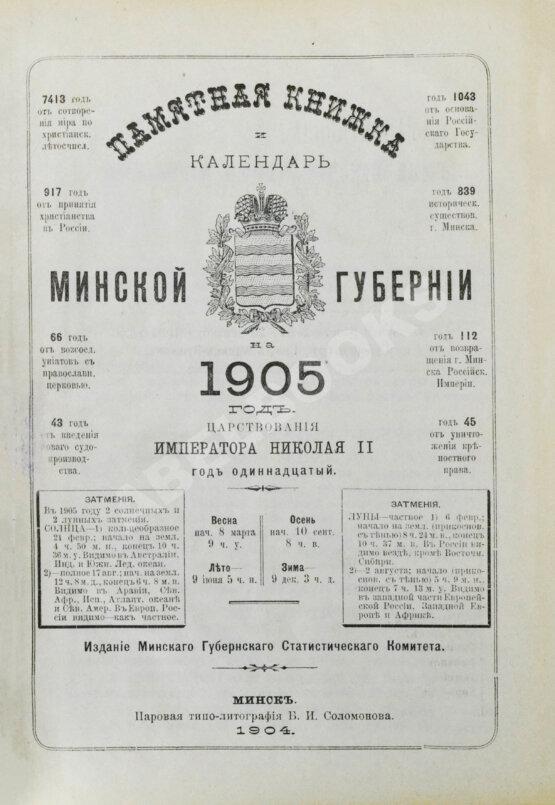 ПАМЯТНАЯ КНИЖКА
И
КАЛЕНДАРЬ
МИНСКОЙ ГУБЕРНІИ
на
1905
ГОДЪ.
ЦАРСТВОВАНІЯ
ИМПЕРАТОРА НИКОЛАЯ II
годъ одиннадцатый.
7413 годъ
отъ сотворе-
нія міра по
христіанск.
лѣтосчисл.
917 годъ
отъ принятія
христіанства
въ Россіи.
66 годъ
отъ возсоед.
уніатовъ съ
православн.
церковью.
43 годъ
отъ введенія
новаго судо-
производ-
ства.
годъ 1043
отъ основа-
нія Россій-
скаго Госу-
дарства.
годъ 839
историческ.
существов.
г. Минска.
годъ 112
отъ возвра-
щенія г. Мин-
ска Россійск.
Имперіи.
годъ 45
отъ уничто-
женія крѣ-
постного
права.
ЗАТМЕНІЯ.
Въ 1905 году 2 солнечныхъ и
2 лунныхъ затменія.
СОЛНЦА—1) кольцеобразное
21 февр.; начало на земл.
4 ч. 50 м. н., конецъ 10 ч.
36 м. у. Видимо въ Австраліи,
Инд. и Южн. Лед. океан.
2)—полное 17 авг.; нач. на земл.
12 ч. 8 м. д., конецъ 6 ч. 8 м. в.
Видимо въ Аравіи, Сѣв.
Афр., Исп., Атлант. океанѣ
и Сѣв. Амер. Въ Европ. Рос-
сіи видимо—какъ частное.
Весна
нач. 8 марта
9 ч. у.
Лѣто—
9 іюня 5 ч. н.
Осень
нач. 10 сент.
8 ч. в.
Зима—
9 дек. 3 ч. д.
ЗАТМЕНІЯ.
ЛУНЫ—частное 1) 6 февр.;
начало на земл. (прикоснов.
съ тѣнью) 8 ч. 24 м. в., конецъ
10 ч. 37 м. в. Въ Россіи ви-
димо вездѣ, кромѣ Восточн.
Сибири.
2)—2 августа; начало (прико-
снов. съ тѣнью) 5 ч. 9 м. н.,
конецъ 7 ч. 13 м. у. Видимо
въ западной части Европей-
ской Россіи, Западной Ев-
ропѣ и Африкѣ.
Изданіе Минскаго Губернскаго Статистическаго Комитета.
МИНСКЪ.
Паровая типо-литографія Б. И. Соломонова.
1904.